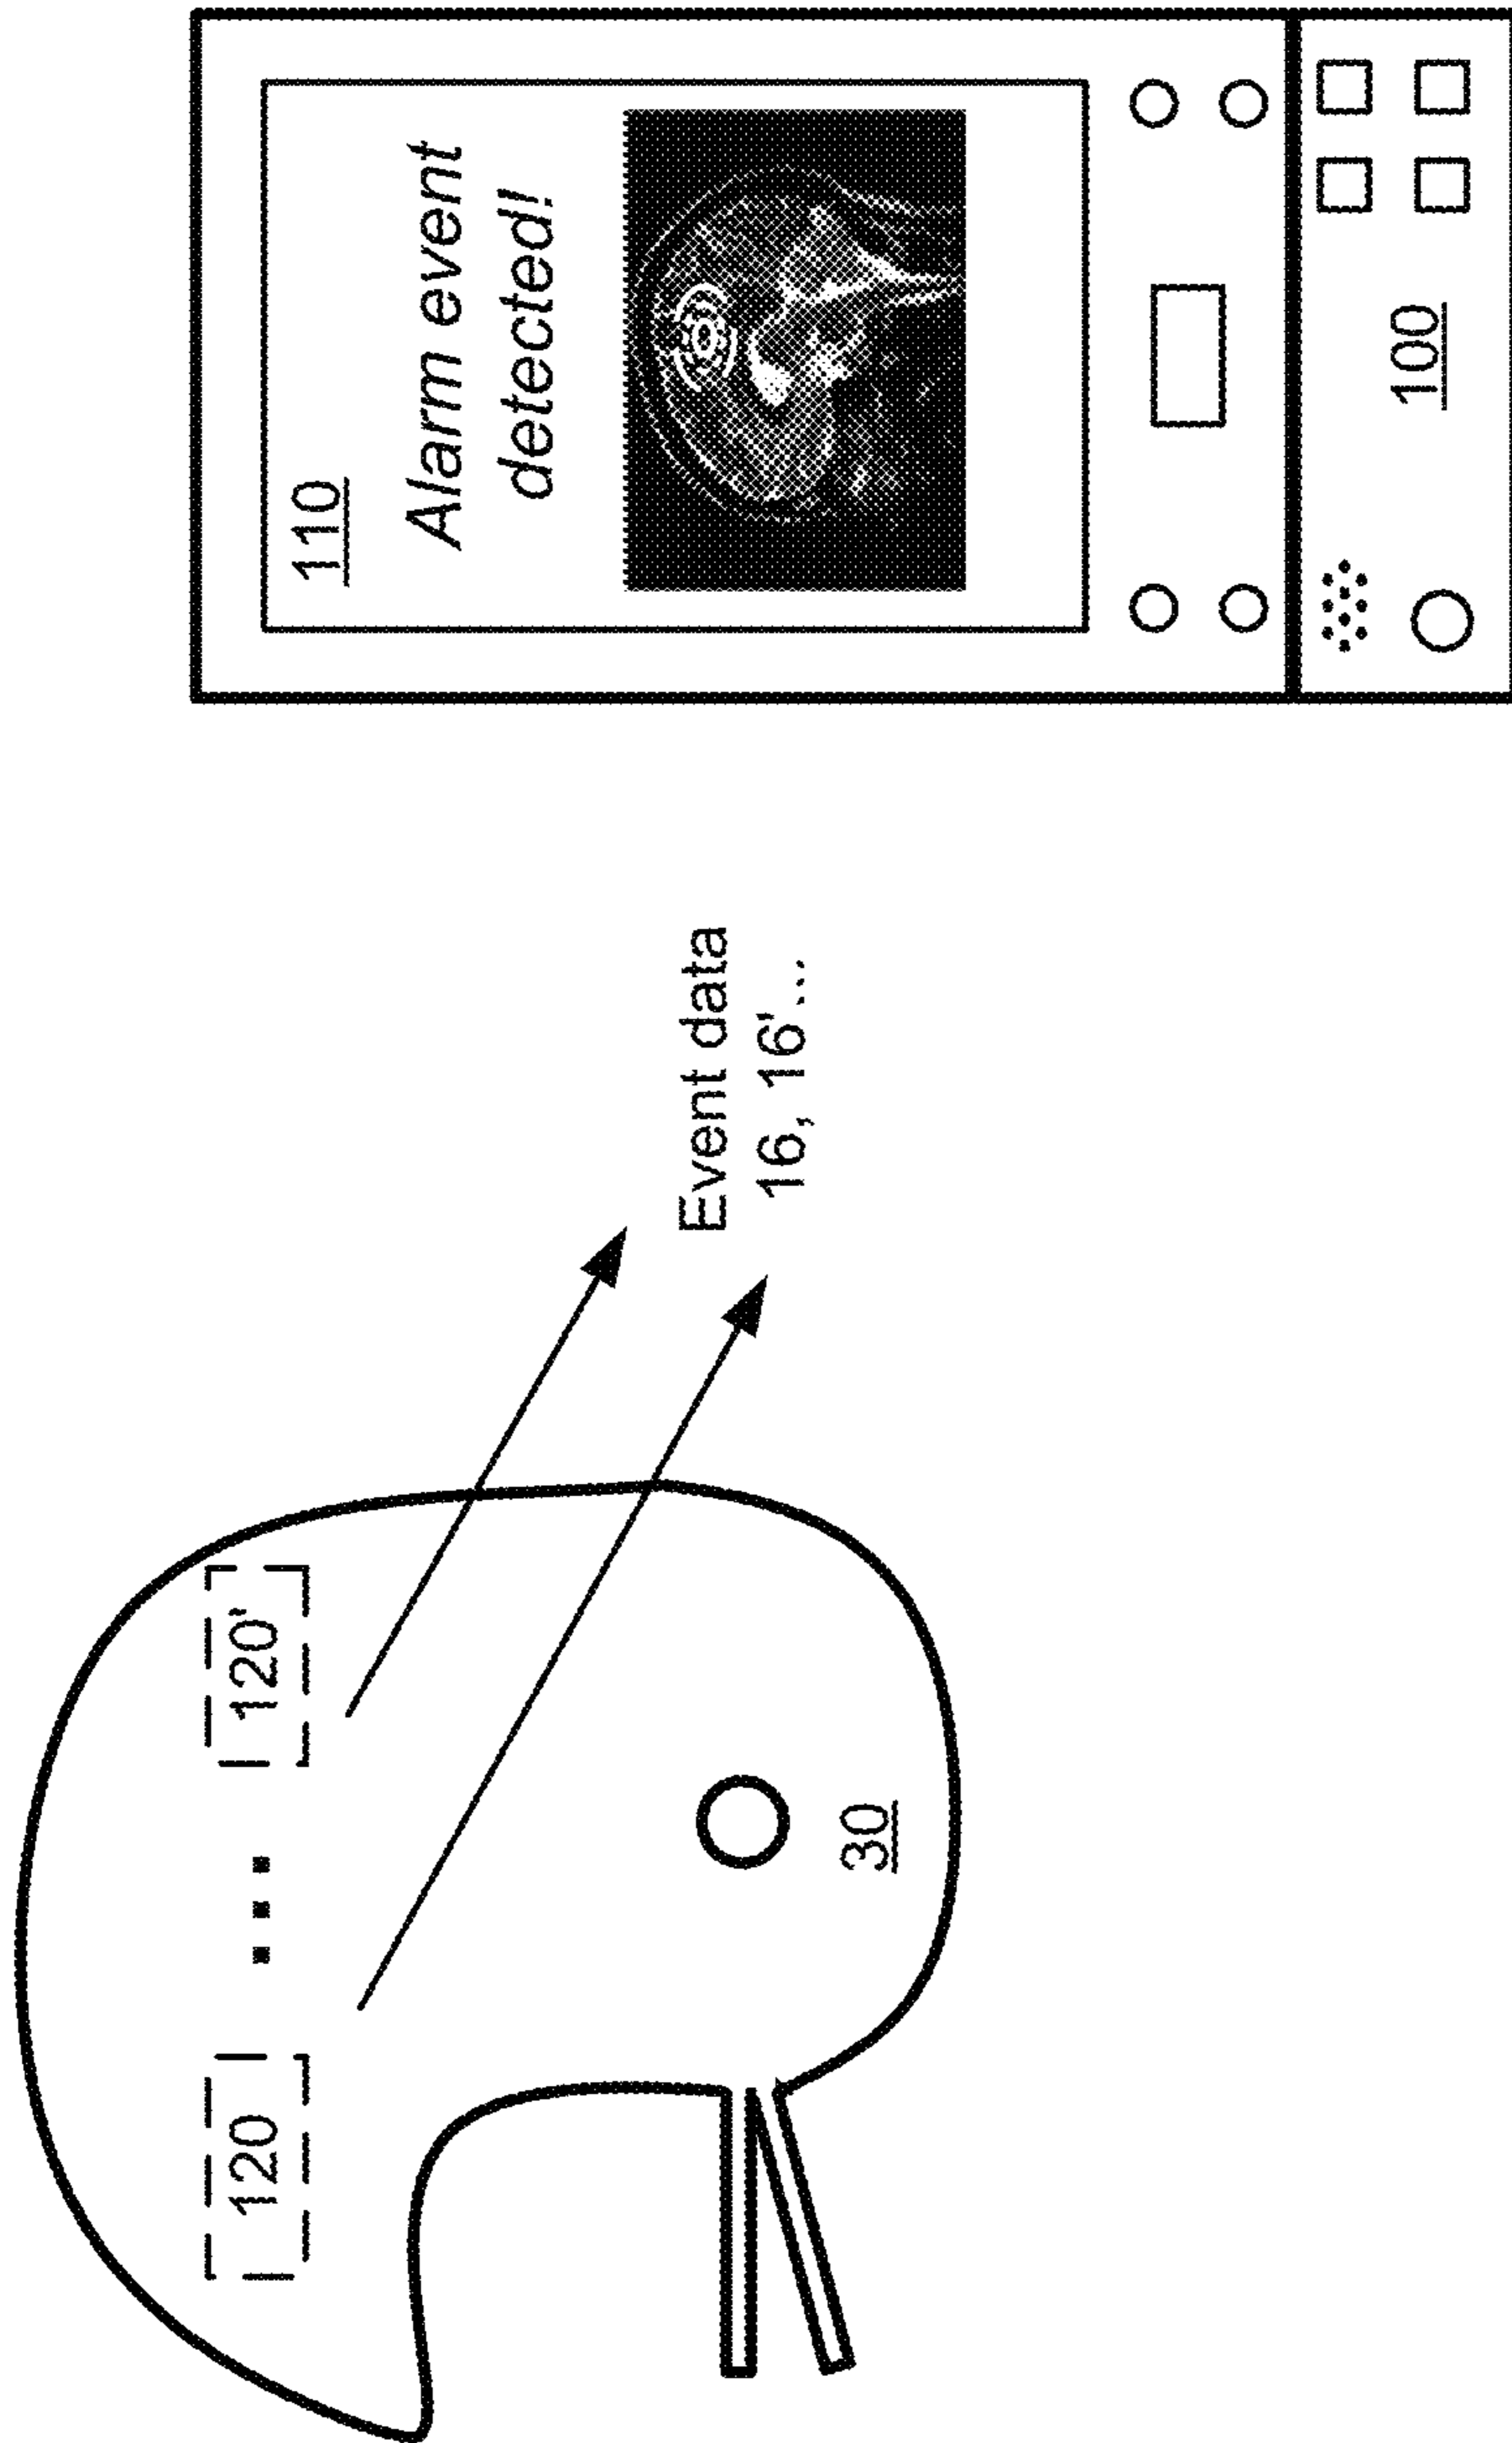 120
120'
30
Event data
16, 16'...
110
Alarm event
detected!
100